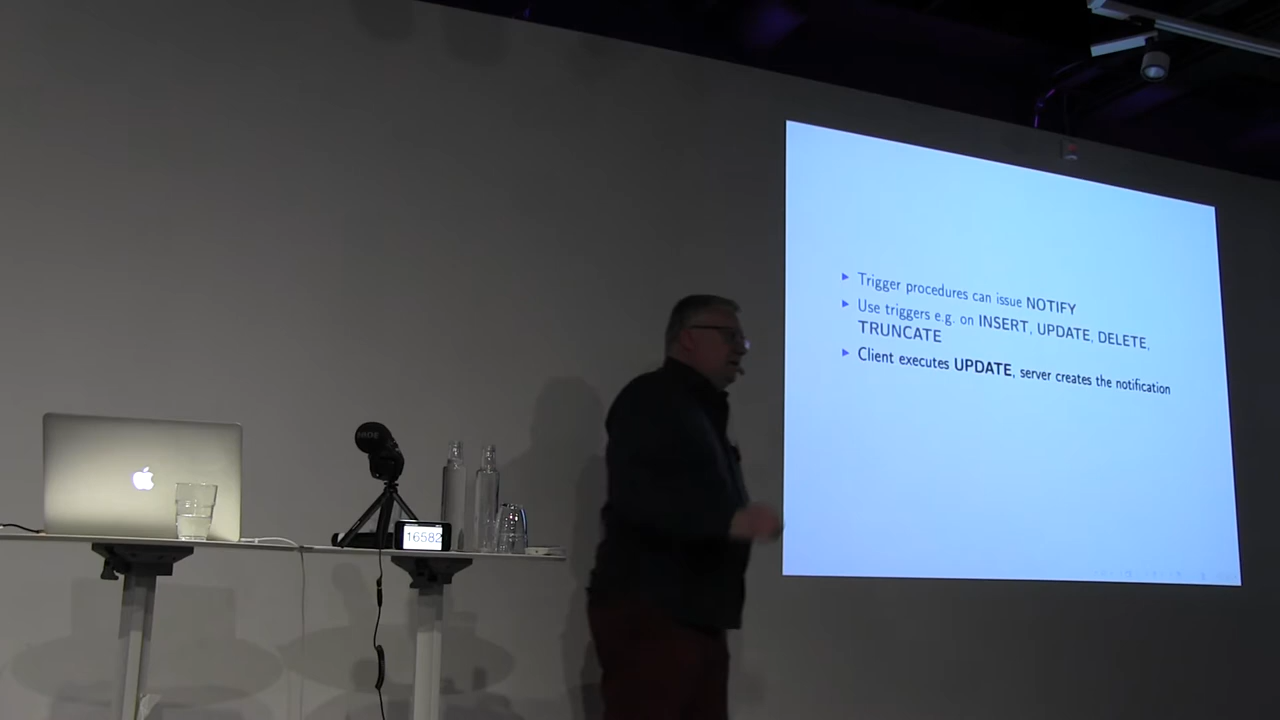 Trigger procedures can issue NOTIFY
Use triggers e.g. on INSERT, UPDATE, DELETE,
TRUNCATE
Client executes UPDATE, server creates the notification
RODE
16582